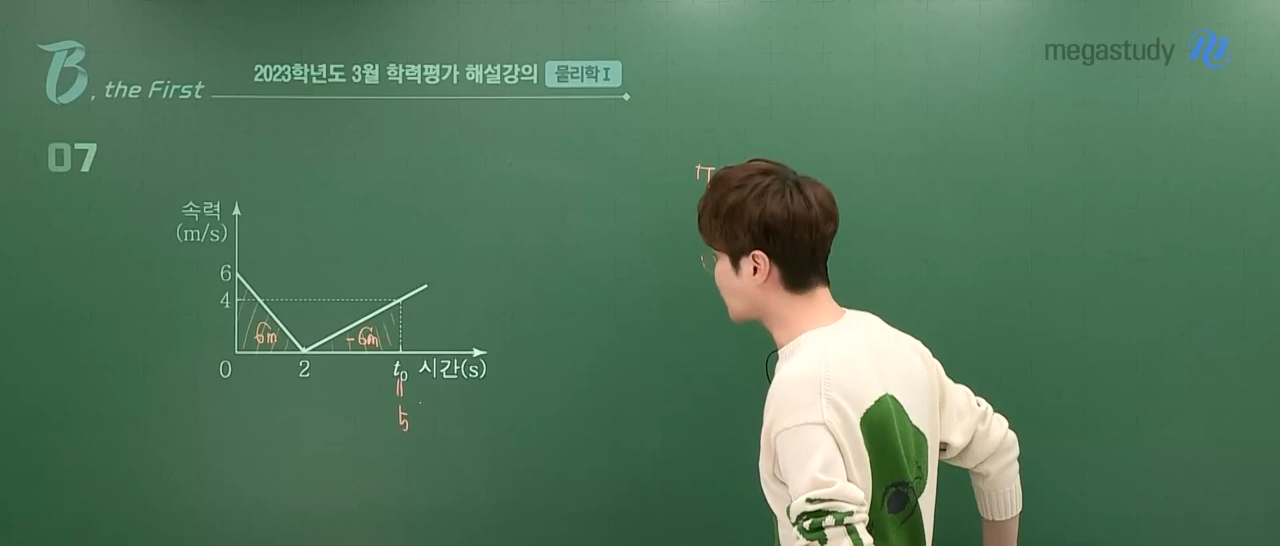 B, the First
2023학년도 3월 학력평가 해설강의 물리학 I
megastudy
07
속력
(m/s)
6
4
6m
-6m
0
2
t₀
시간(s)
=
5